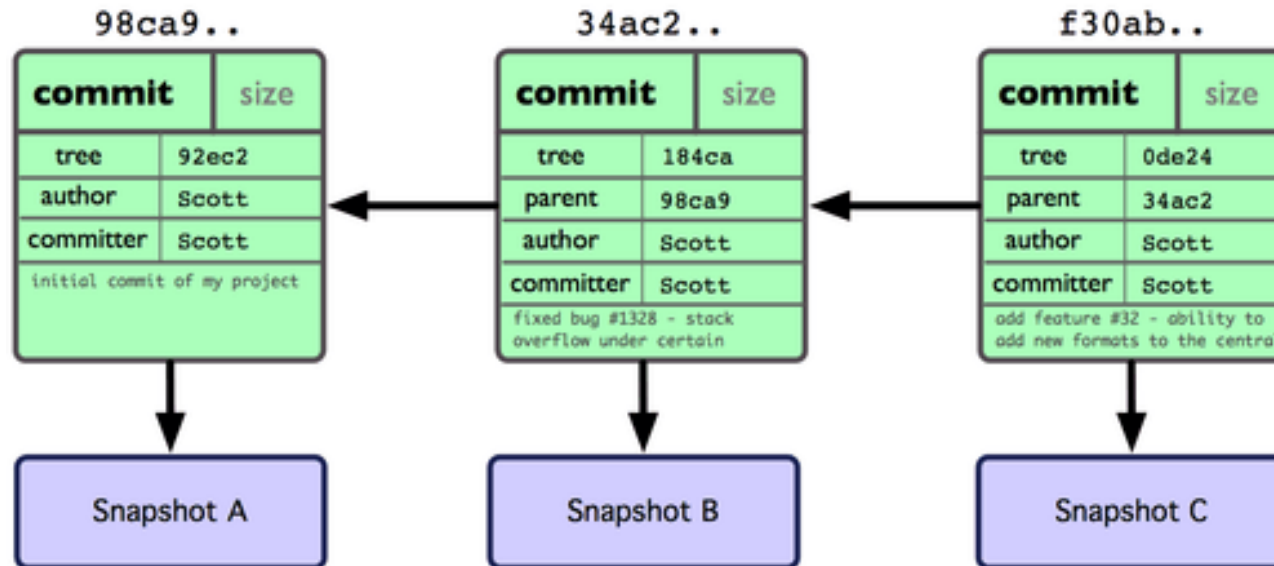 98ca9..
commit size
tree 92ec2
author Scott
committer Scott
initial commit of my project
Snapshot A
34ac2..
commit size
tree 184ca
parent 98ca9
author Scott
committer Scott
fixed bug #1328 - stack
overflow under certain
Snapshot B
f30ab..
commit size
tree 0de24
parent 34ac2
author Scott
committer Scott
add feature #32 - ability to
add new formats to the central
Snapshot C